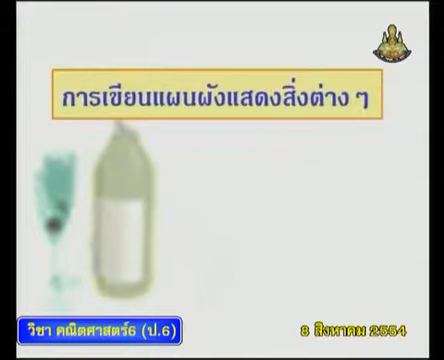 การเขียนแผนผังแสดงสิ่งต่าง ๆ
วิชา คณิตศาสตร์6 (ป.6)
8 สิงหาคม 2554